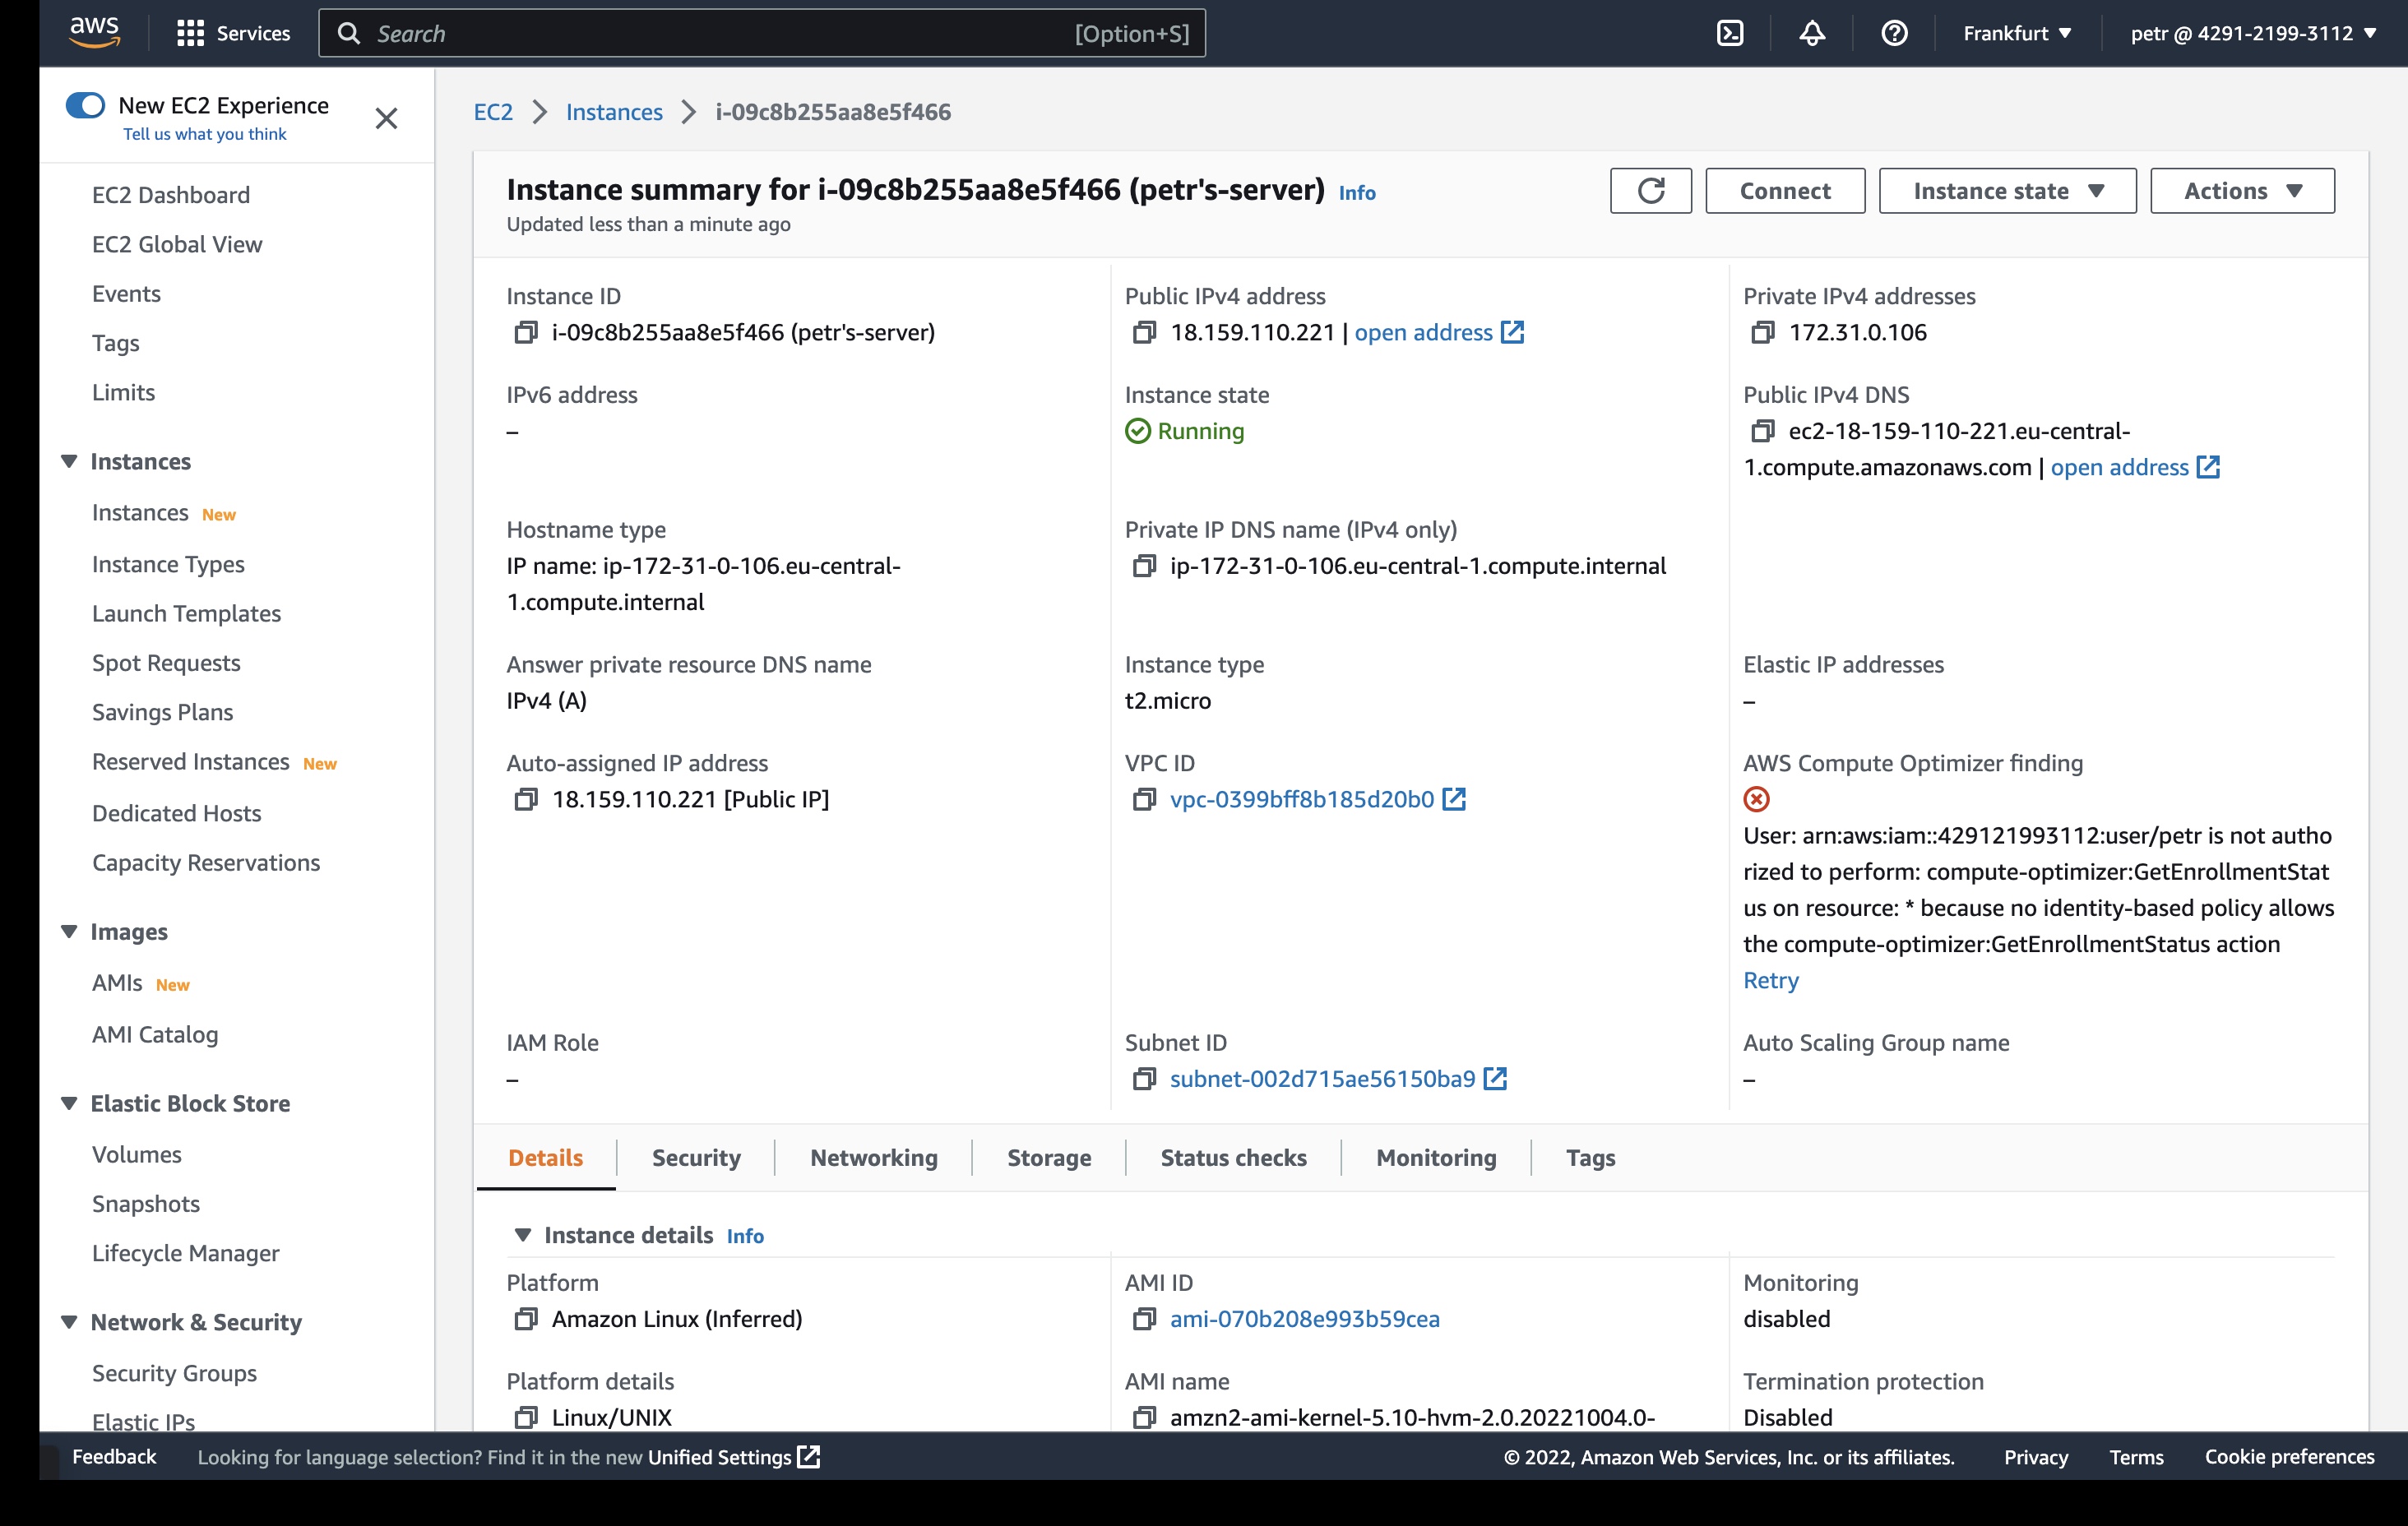 aws
Services
Search
[Option+S]
Frankfurt
petr @ 4291-2199-3112
New EC2 Experience
Tell us what you think
EC2 Dashboard
EC2 Global View
Events
Tags
Limits
Instances
Instances New
Instance Types
Launch Templates
Spot Requests
Savings Plans
Reserved Instances New
Dedicated Hosts
Capacity Reservations
Images
AMIs New
AMI Catalog
Elastic Block Store
Volumes
Snapshots
Lifecycle Manager
Network & Security
Security Groups
Elastic IPs
EC2 > Instances > i-09c8b255aa8e5f466
Instance summary for i-09c8b255aa8e5f466 (petr's-server) Info
Updated less than a minute ago
Connect
Instance state
Actions
Instance ID
i-09c8b255aa8e5f466 (petr's-server)
Public IPv4 address
18.159.110.221 | open address
Private IPv4 addresses
172.31.0.106
IPv6 address
–
Instance state
Running
Public IPv4 DNS
ec2-18-159-110-221.eu-central-
1.compute.amazonaws.com | open address
Hostname type
IP name: ip-172-31-0-106.eu-central-
1.compute.internal
Private IP DNS name (IPv4 only)
ip-172-31-0-106.eu-central-1.compute.internal
Answer private resource DNS name
IPv4 (A)
Instance type
t2.micro
Elastic IP addresses
–
Auto-assigned IP address
18.159.110.221 [Public IP]
VPC ID
vpc-0399bff8b185d20b0
AWS Compute Optimizer finding
User: arn:aws:iam::429121993112:user/petr is not autho
rized to perform: compute-optimizer:GetEnrollmentStat
us on resource: * because no identity-based policy allows
the compute-optimizer:GetEnrollmentStatus action
Retry
IAM Role
–
Subnet ID
subnet-002d715ae56150ba9
Auto Scaling Group name
–
Details
Security
Networking
Storage
Status checks
Monitoring
Tags
Instance details Info
Platform
Amazon Linux (Inferred)
AMI ID
ami-070b208e993b59cea
Monitoring
disabled
Platform details
Linux/UNIX
AMI name
amzn2-ami-kernel-5.10-hvm-2.0.20221004.0-
Termination protection
Disabled
Feedback
Looking for language selection? Find it in the new Unified Settings
© 2022, Amazon Web Services, Inc. or its affiliates.
Privacy
Terms
Cookie preferences